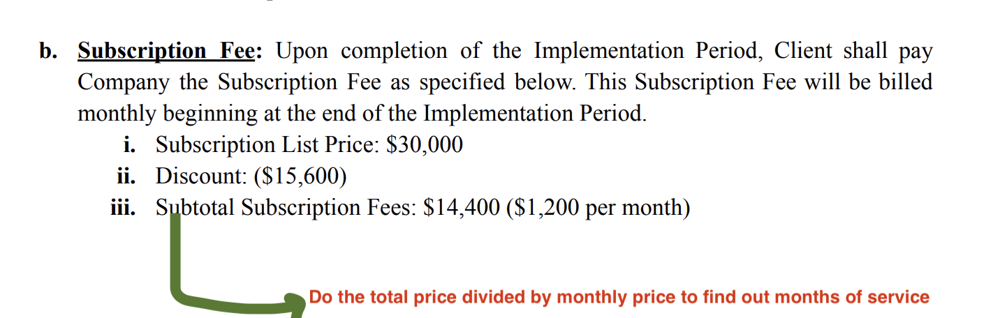 b. Subscription Fee: Upon completion of the Implementation Period, Client shall pay
Company the Subscription Fee as specified below. This Subscription Fee will be billed
monthly beginning at the end of the Implementation Period.
i. Subscription List Price: $30,000
ii. Discount: ($15,600)
iii. Subtotal Subscription Fees: $14,400 ($1,200 per month)
Do the total price divided by monthly price to find out months of service